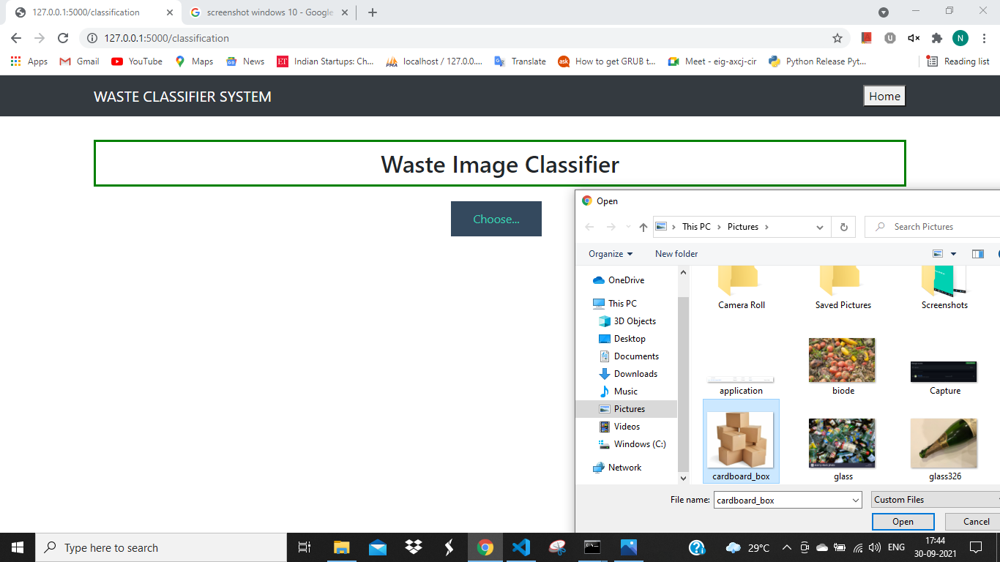 127.0.0.1:5000/classification
screenshot windows 10 - Google
127.0.0.1:5000/classification
U
N
Apps
Gmail
YouTube
Maps
News
ET
Indian Startups: Ch...
PMA
localhost / 127.0.0....
Translate
ask
How to get GRUB t...
Meet - eig-axcj-cir
Python Release Pyt...
Reading list
WASTE CLASSIFIER SYSTEM
Home
Waste Image Classifier
Choose...
Open
This PC
Pictures
Search Pictures
Organize
New folder
OneDrive
This PC
3D Objects
Desktop
Documents
Downloads
Music
Pictures
Videos
Windows (C:)
Network
Camera Roll
Saved Pictures
Screenshots
application
biode
Capture
cardboard_box
glass
glass326
File name:
cardboard_box
Custom Files
Open
Cancel
Type here to search
29°C
ENG
17:44
30-09-2021